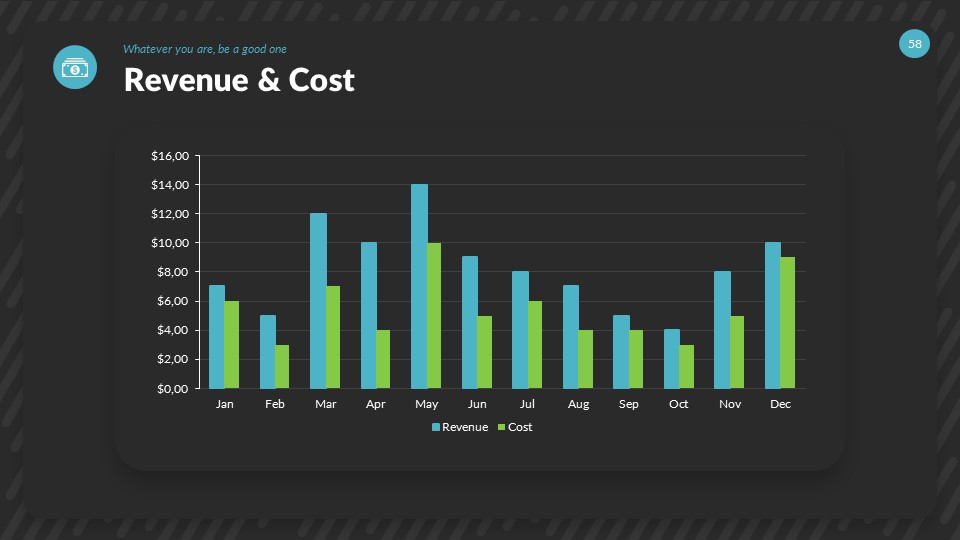 Whatever you are, be a good one
58
Revenue & Cost
$16,00
$14,00
$12,00
$10,00
$8,00
$6,00
$4,00
$2,00
$0,00
Jan Feb Mar Apr May Jun Jul Aug Sep Oct Nov Dec
Revenue Cost